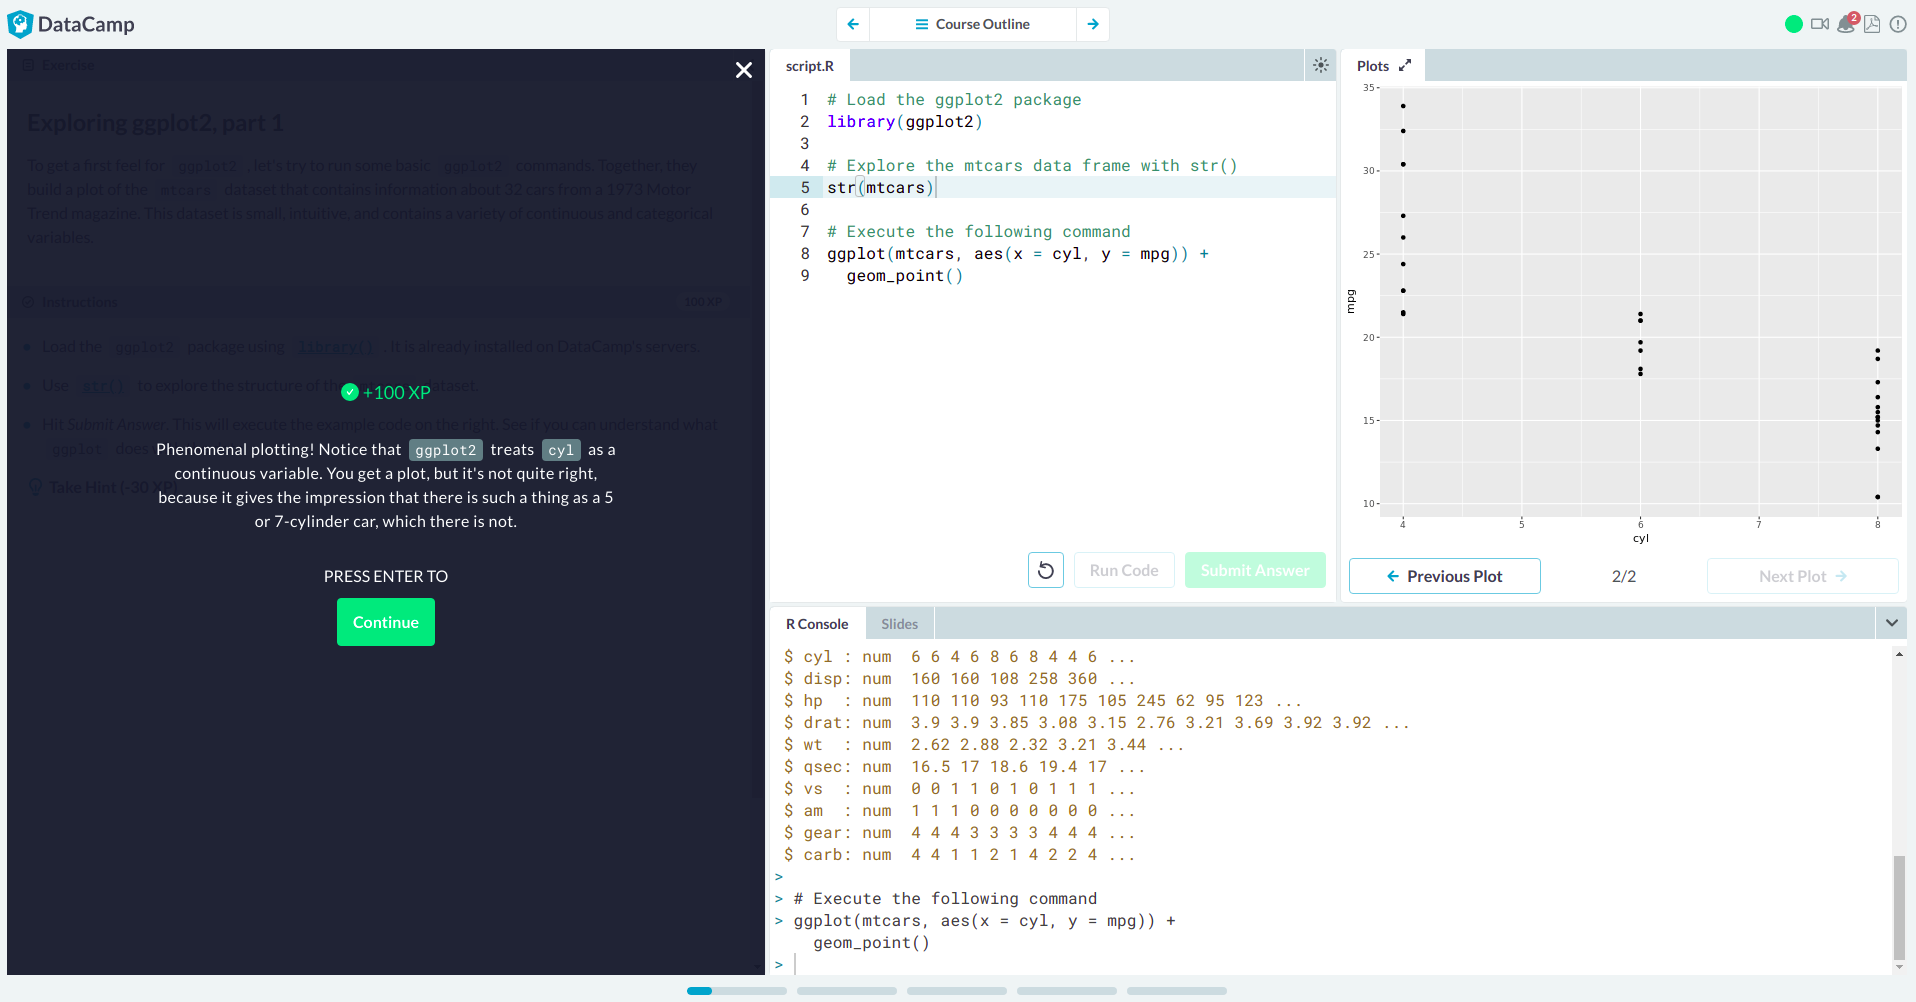 DataCamp
Course Outline
2
Exercise
Exploring ggplot2, part 1
To get a first feel for ggplot2 , let's try to run some basic ggplot2 commands. Together, they
build a plot of the mtcars dataset that contains information about 32 cars from a 1973 Motor
Trend magazine. This dataset is small, intuitive, and contains a variety of continuous and categorical
variables.
Instructions
100 XP
Load the ggplot2 package using library() . It is already installed on DataCamp's servers.
Use str() to explore the structure of the dataset.
Hit Submit Answer. This will execute the example code on the right. See if you can understand what
ggplot does
Take Hint (-30 XP)
+100 XP
Phenomenal plotting! Notice that ggplot2 treats cyl as a
continuous variable. You get a plot, but it's not quite right,
because it gives the impression that there is such a thing as a 5
or 7-cylinder car, which there is not.
PRESS ENTER TO
Continue
script.R
1 # Load the ggplot2 package
2 library(ggplot2)
3
4 # Explore the mtcars data frame with str()
5 str(mtcars)
6
7 # Execute the following command
8 ggplot(mtcars, aes(x = cyl, y = mpg)) +
9 geom_point()
Run Code
Submit Answer
Plots
35
30
25
20
15
10
mpg
4 5 6 7 8
cyl
Previous Plot
2/2
Next Plot
R Console
Slides
$ cyl : num 6 6 4 6 8 6 8 4 4 6 ...
$ disp: num 160 160 108 258 360 ...
$ hp : num 110 110 93 110 175 105 245 62 95 123 ...
$ drat: num 3.9 3.9 3.85 3.08 3.15 2.76 3.21 3.69 3.92 3.92 ...
$ wt : num 2.62 2.88 2.32 3.21 3.44 ...
$ qsec: num 16.5 17 18.6 19.4 17 ...
$ vs : num 0 0 1 1 0 1 0 1 1 1 ...
$ am : num 1 1 1 0 0 0 0 0 0 0 ...
$ gear: num 4 4 4 3 3 3 3 4 4 4 ...
$ carb: num 4 4 1 1 2 1 4 2 2 4 ...
>
> # Execute the following command
> ggplot(mtcars, aes(x = cyl, y = mpg)) +
geom_point()
>